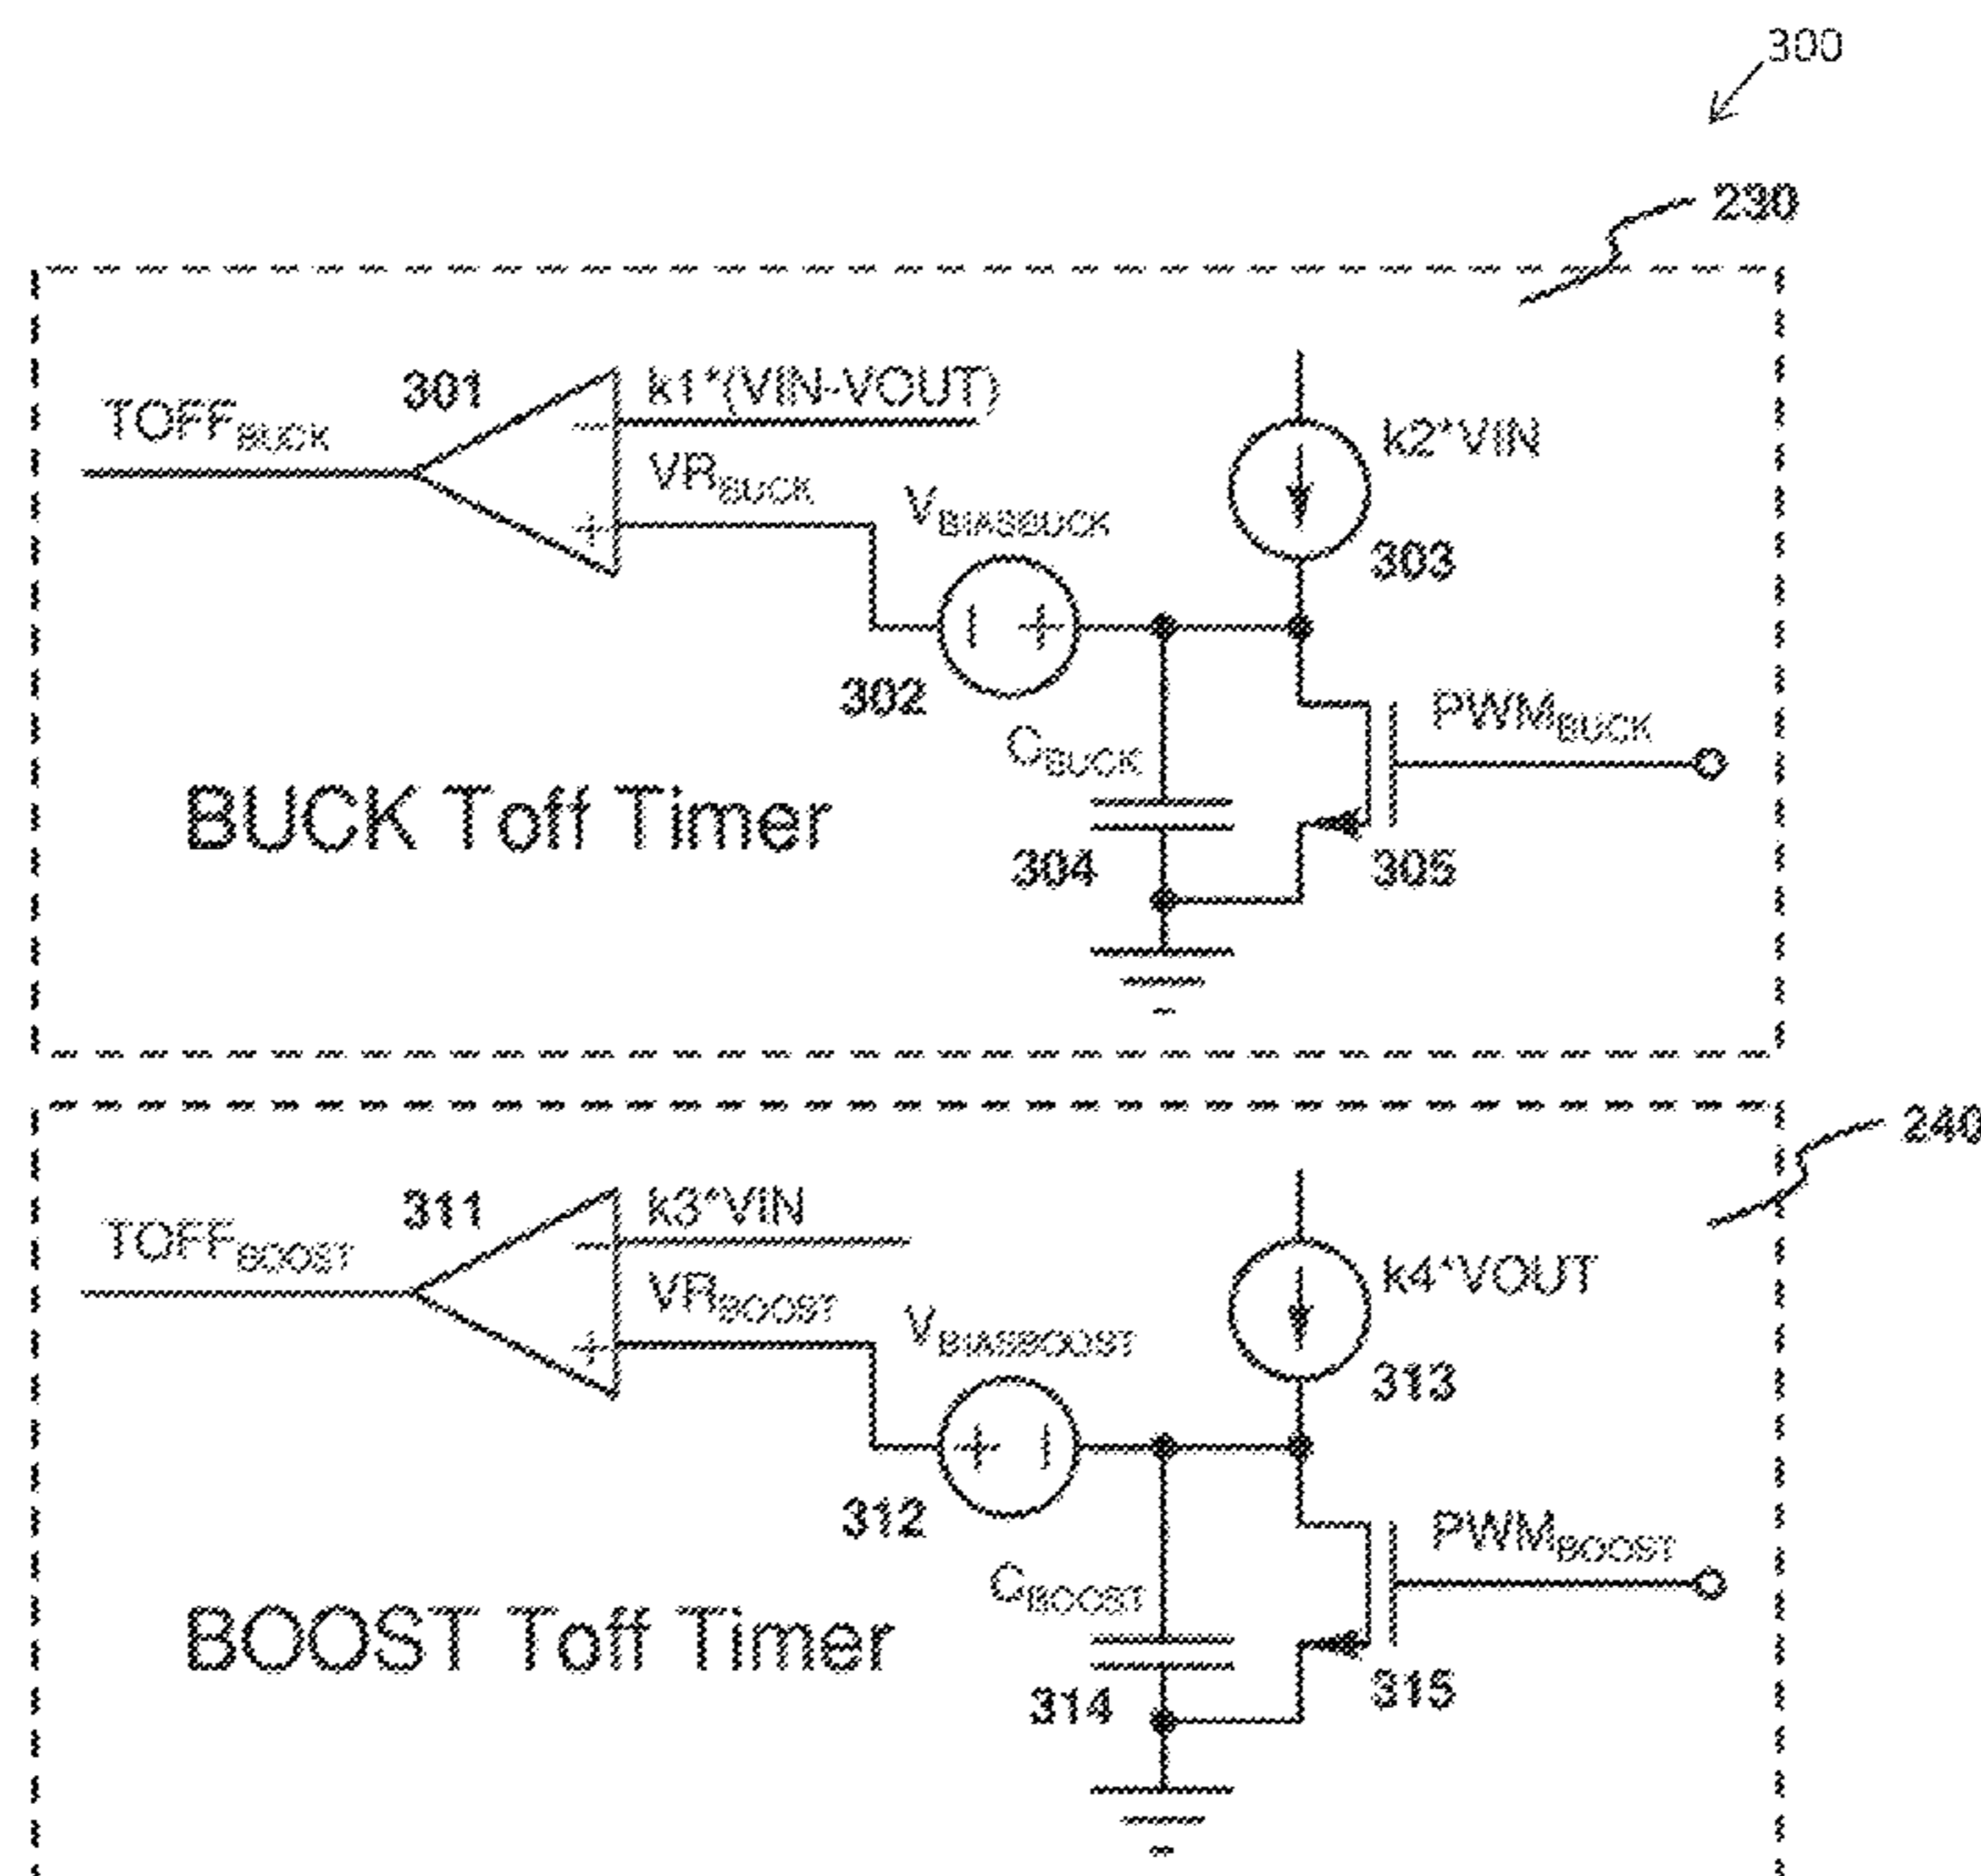 300
230
301
k1*(VIN-VOUT)
TOFFBUCK
k2*VIN
VRBUCK
VBIASBUCK
303
302
PWMBUCK
CBUCK
BUCK Toff Timer
304
305
240
311
k3*VIN
TOFFBOOST
k4*VOUT
VRBOOST
VBIASBOOST
313
312
PWMBOOST
CBOOST
BOOST Toff Timer
314
315